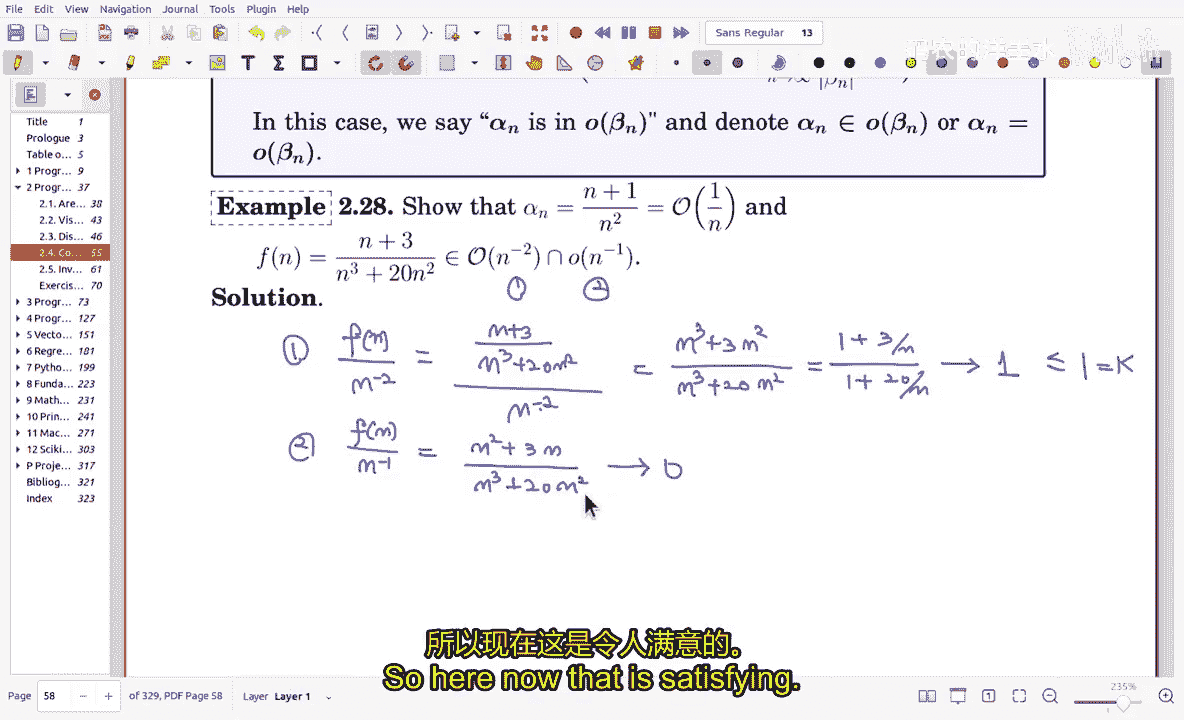 File Edit View Navigation Journal Tools Plugin Help
Sans Regular 13
Title 1
Prologue 3
Table o... 5
1 Progr... 9
2 Progr... 37
2.1. Are... 38
2.2. Vis... 43
2.3. Dis... 46
2.4. Co... 55
2.5. Inv... 61
Exercis... 70
3 Progr... 73
4 Progr... 127
5 Vecto... 151
6 Regre... 181
7 Pytho... 199
8 Funda... 223
9 Math... 231
10 Prin... 241
11 Mac... 271
12 Sciki... 303
P Proje... 317
Bibliog... 321
Index 323
n→∞ |βn|
In this case, we say "αn is in o(βn)" and denote αn ∈ o(βn) or αn =
o(βn).
Example 2.28. Show that αn = (n + 1)/n² = O(1/n) and
f(n) = (n + 3)/(n³ + 20n²) ∈ O(n⁻²) ∩ o(n⁻¹).
① ②
Solution.
① f(n)/n⁻² = ((n+3)/(n³+20n²))/n⁻² = (n³+3n²)/(n³+20n²) = (1+3/n)/(1+20/n) → 1 ≤ 1 = K
② f(n)/n⁻¹ = (n²+3n)/(n³+20n²) → 0
所以现在这是令人满意的。
So here now that is satisfying.
Page 58 of 329, PDF Page 58 Layer Layer 1 235%